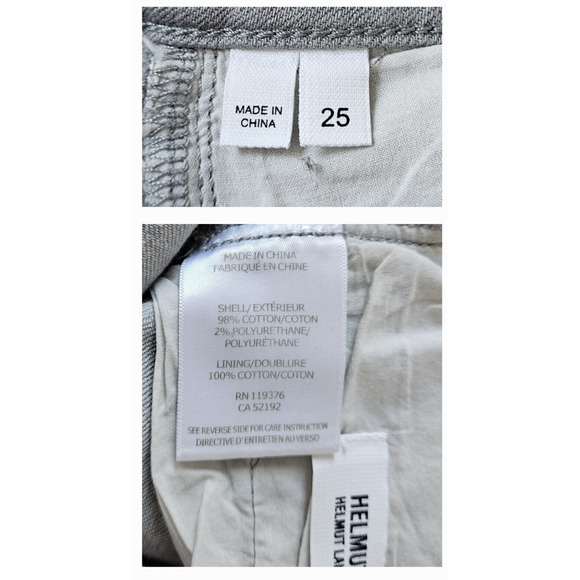 MADE IN
CHINA
25
MADE IN CHINA
FABRIQUÉ EN CHINE
SHELL/ EXTÉRIEUR
98% COTTON/COTON
2%,POLYURETHANE/
POLYURÉTHANE
LINING/DOUBLURE
100% COTTON/COTON
RN 119376
CA 52192
SEE REVERSE SIDE FOR CARE INSTRUCTION
DIRECTIVE D' ENTRETIEN AU VERSO
HELMUT
HELMUT LA